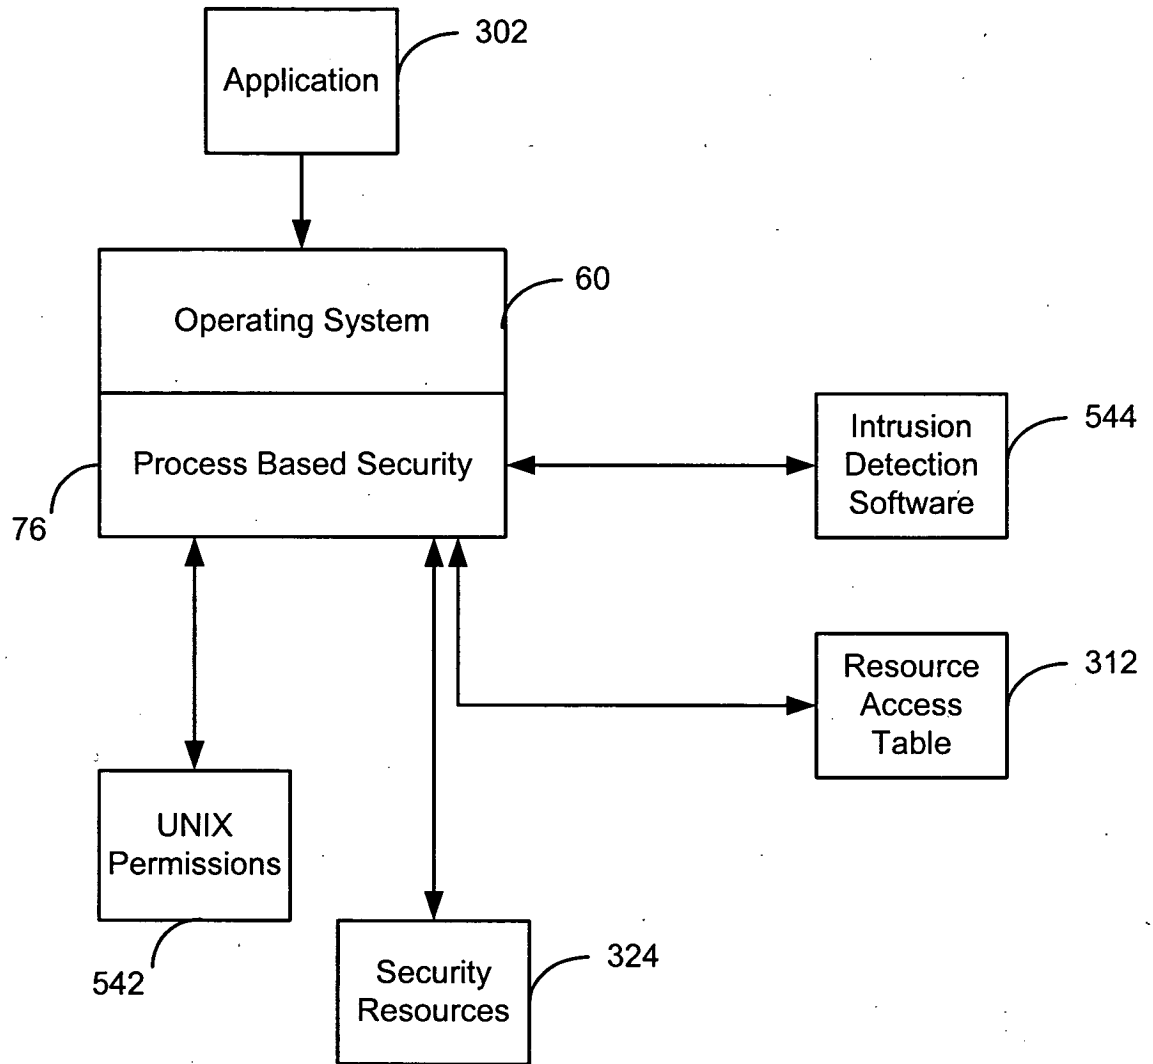 302
Application
60
Operating System
Process Based Security
76
Intrusion
Detection
Software
544
Resource
Access
Table
312
UNIX
Permissions
542
Security
Resources
324